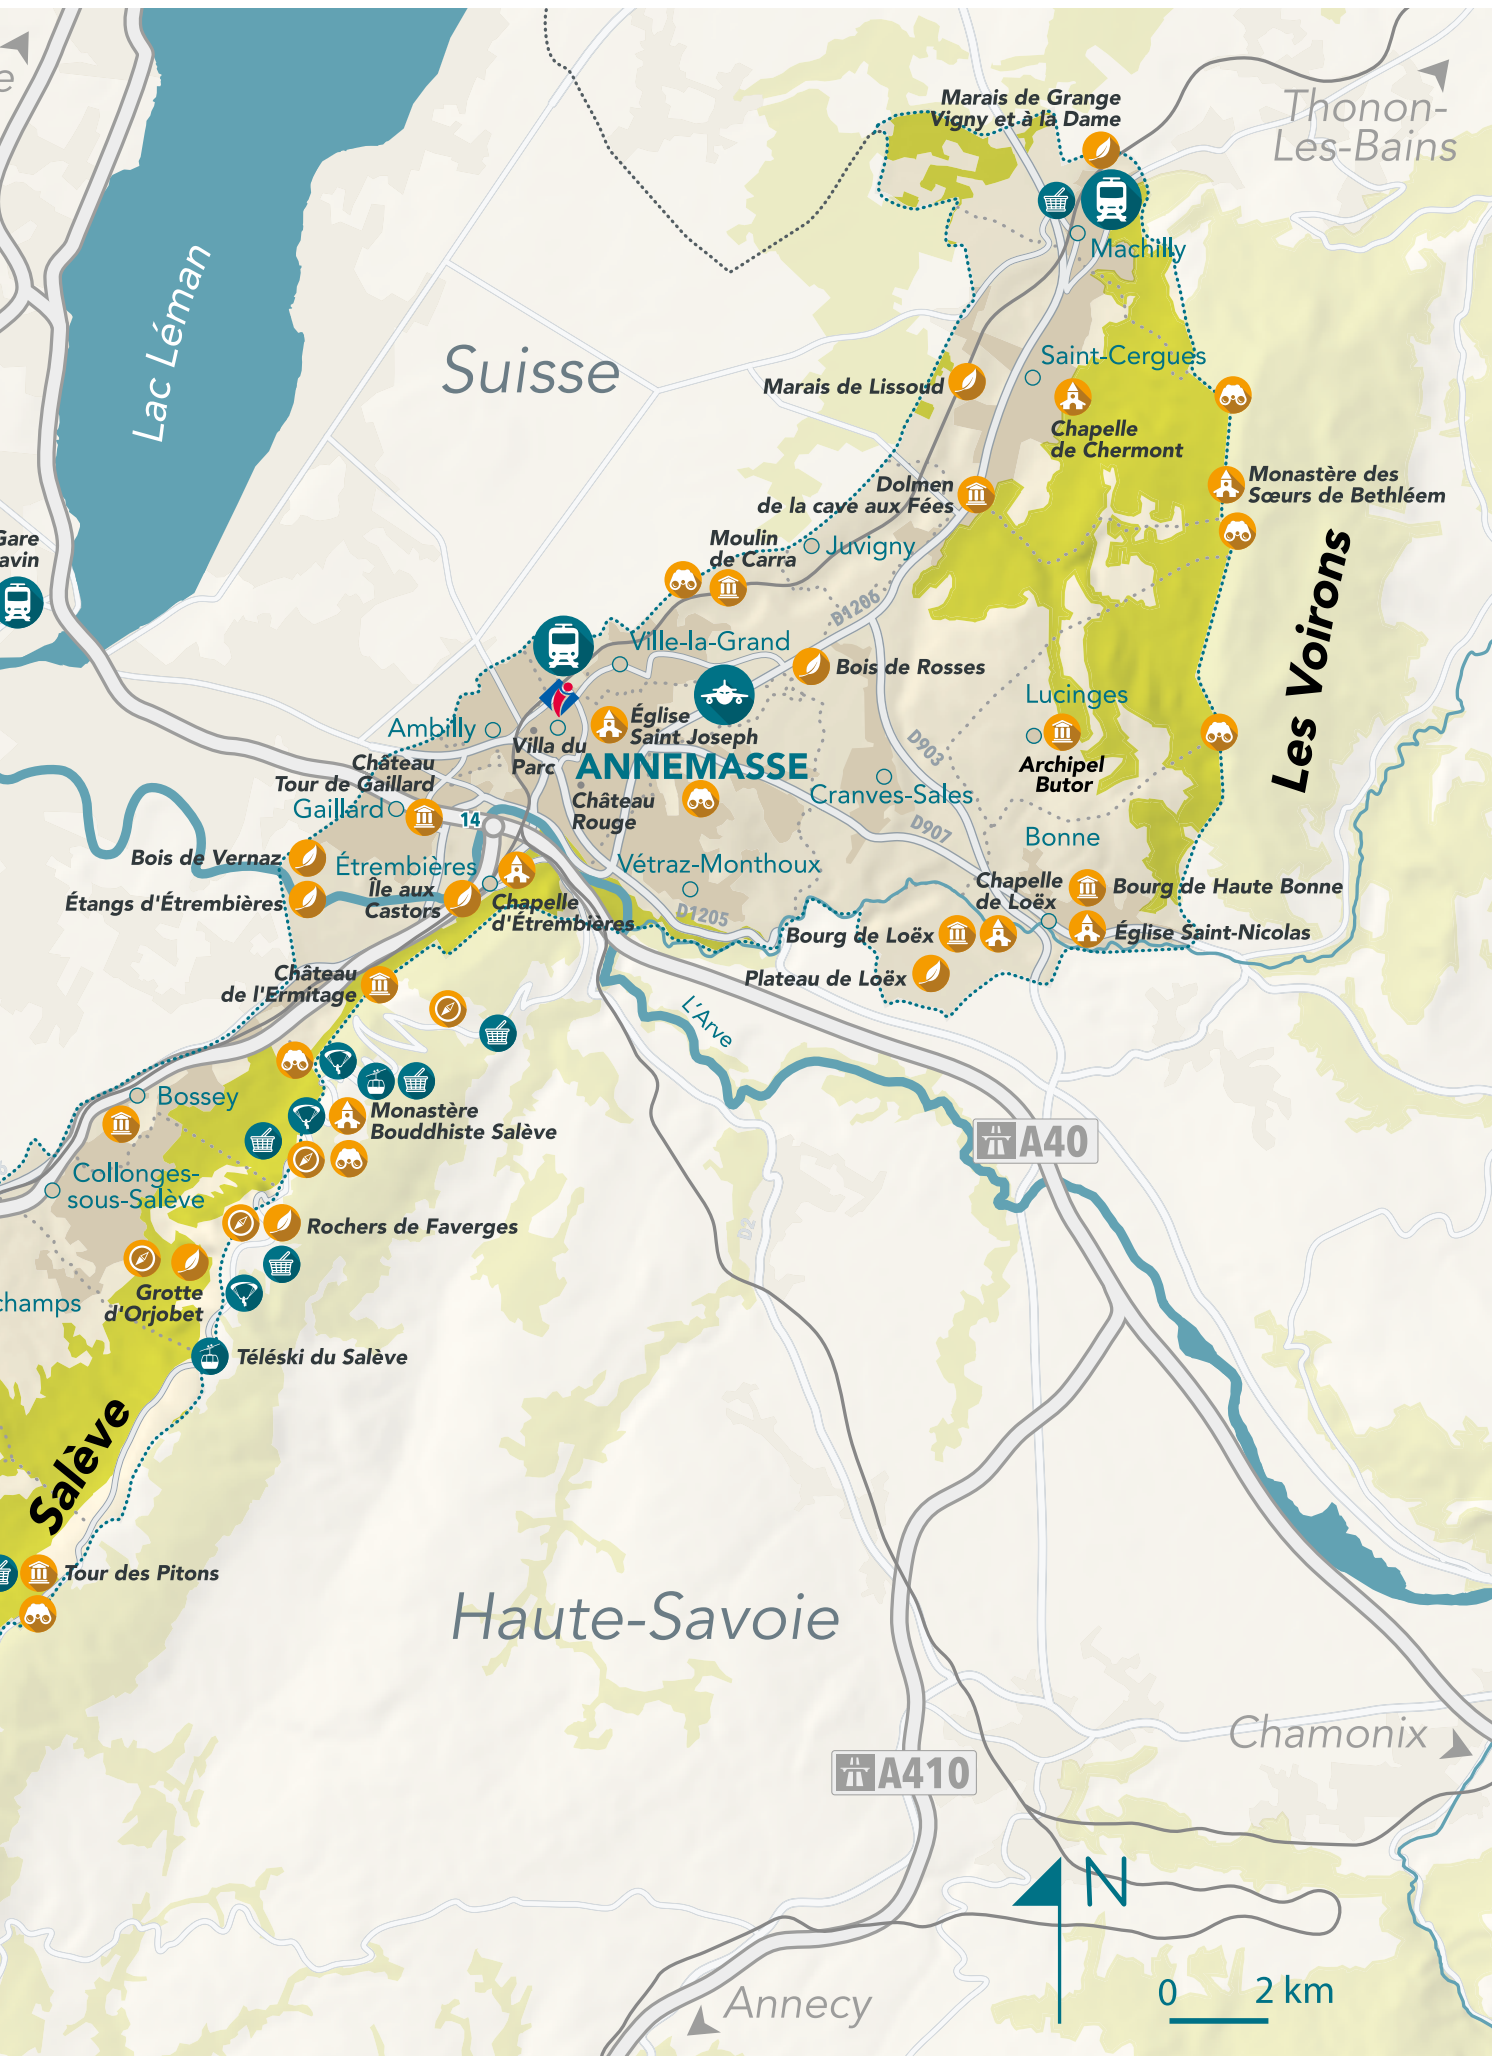 e
Thonon-
Les-Bains
Marais de Grange
Vigny et à la Dame
Machilly
Lac Léman
Suisse
Saint-Cergues
Marais de Lissoud
Chapelle
de Chermont
Dolmen
de la cave aux Fées
Monastère des
Sœurs de Bethléem
Gare
avin
Moulin
de Carra
Juvigny
Les Voirons
D1206
Ville-la-Grand
Bois de Rosses
Lucinges
Ambilly
Église
Saint Joseph
Villa du
Parc
ANNEMASSE
D903
Archipel
Butor
Château
Tour de Gaillard
Gaillard
14
Château
Rouge
Cranves-Sales
D907
Bonne
Bois de Vernaz
Étrembières
Vétraz-Monthoux
Étangs d'Étrembières
Île aux
Castors
Chapelle
d'Étrembières
D1205
Chapelle
de Loëx
Bourg de Haute Bonne
Bourg de Loëx
Église Saint-Nicolas
Plateau de Loëx
Château
de l'Ermitage
L'Arve
Bossey
Monastère
Bouddhiste Salève
A40
Collonges-
sous-Salève
Rochers de Faverges
D2
Grotte
d'Orjobet
champs
Téléski du Salève
Salève
Tour des Pitons
Haute-Savoie
Chamonix
A410
N
Annecy
0 2 km